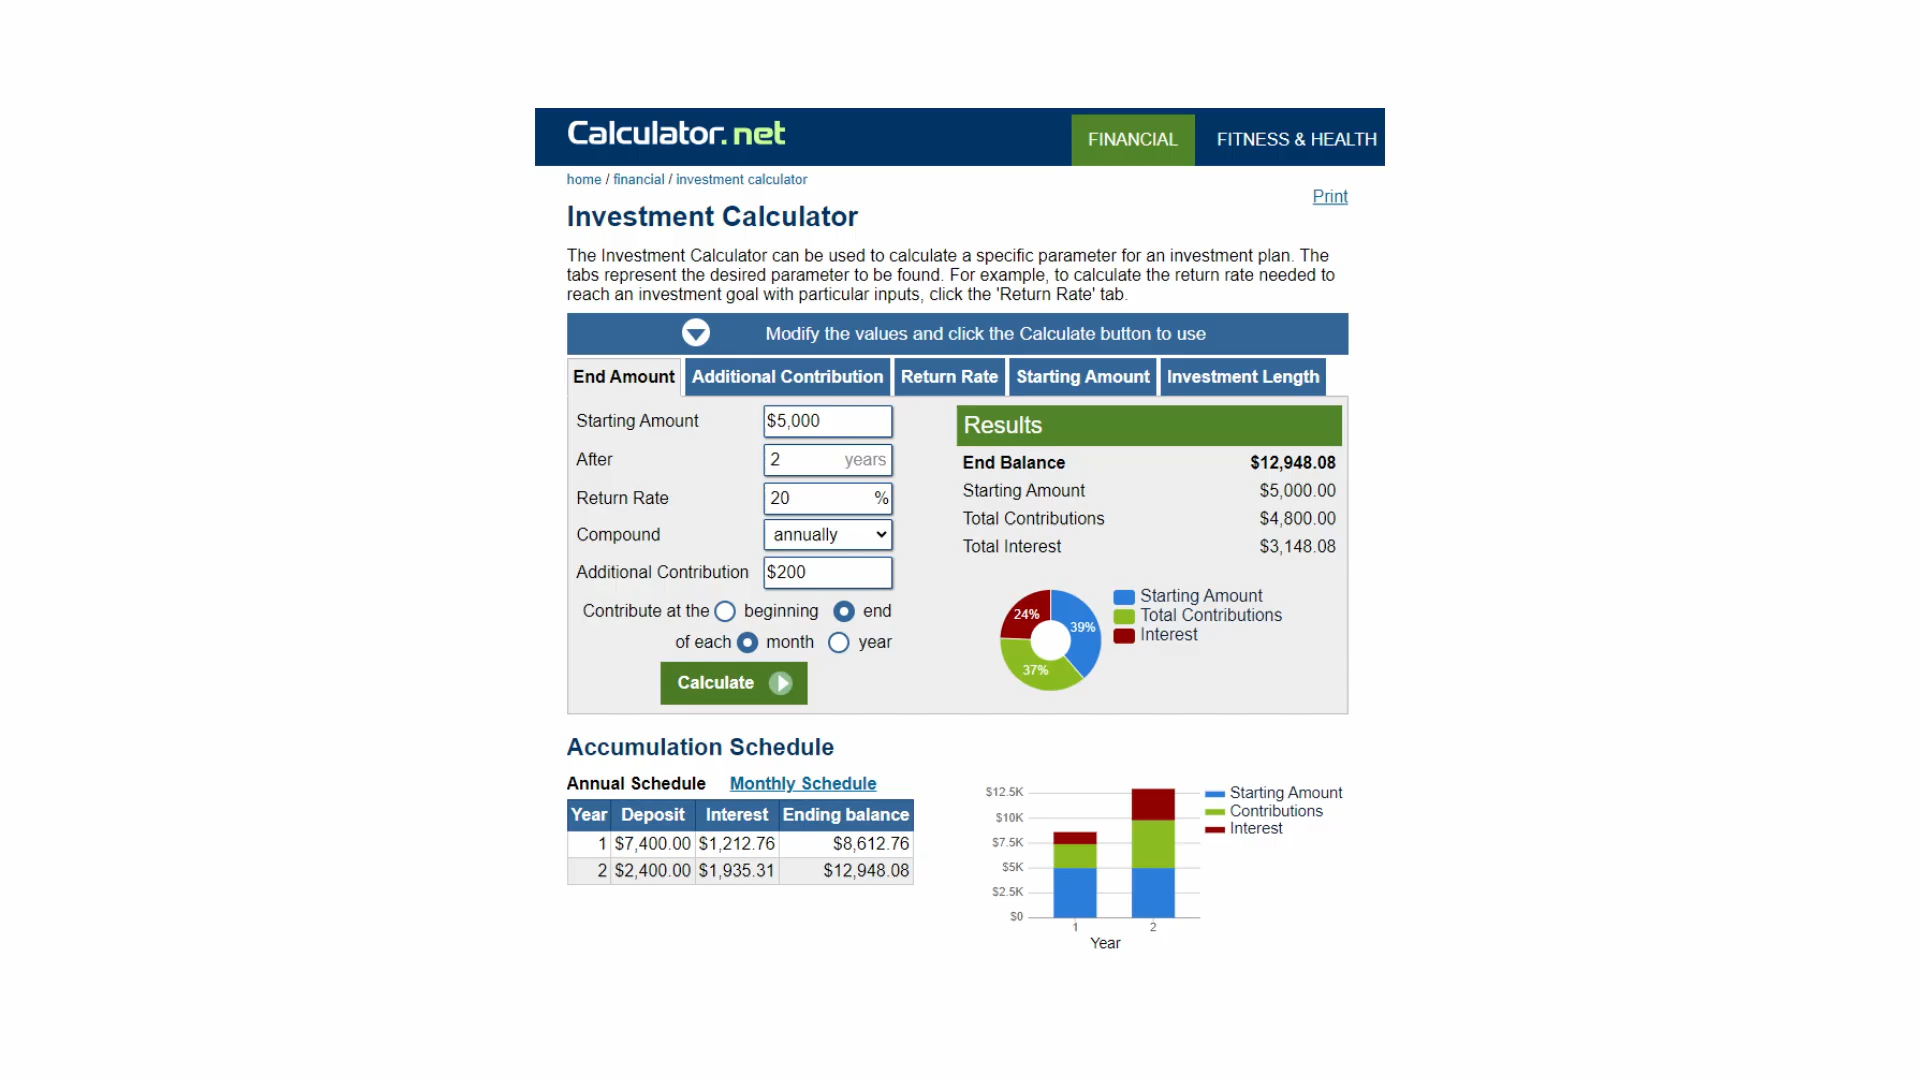 Calculator.net
FINANCIAL FITNESS & HEALTH
home / financial / investment calculator
Print
Investment Calculator
The Investment Calculator can be used to calculate a specific parameter for an investment plan. The
tabs represent the desired parameter to be found. For example, to calculate the return rate needed to
reach an investment goal with particular inputs, click the 'Return Rate' tab.
Modify the values and click the Calculate button to use
End Amount Additional Contribution Return Rate Starting Amount Investment Length
Starting Amount $5,000
After 2 years
Return Rate 20 %
Compound annually
Additional Contribution $200
Contribute at the beginning end
of each month year
Calculate
Results
End Balance $12,948.08
Starting Amount $5,000.00
Total Contributions $4,800.00
Total Interest $3,148.08
24%
39%
37%
Starting Amount
Total Contributions
Interest
Accumulation Schedule
Annual Schedule Monthly Schedule
Year Deposit Interest Ending balance
1 $7,400.00 $1,212.76 $8,612.76
2 $2,400.00 $1,935.31 $12,948.08
$12.5K
$10K
$7.5K
$5K
$2.5K
$0
1 2
Year
Starting Amount
Contributions
Interest